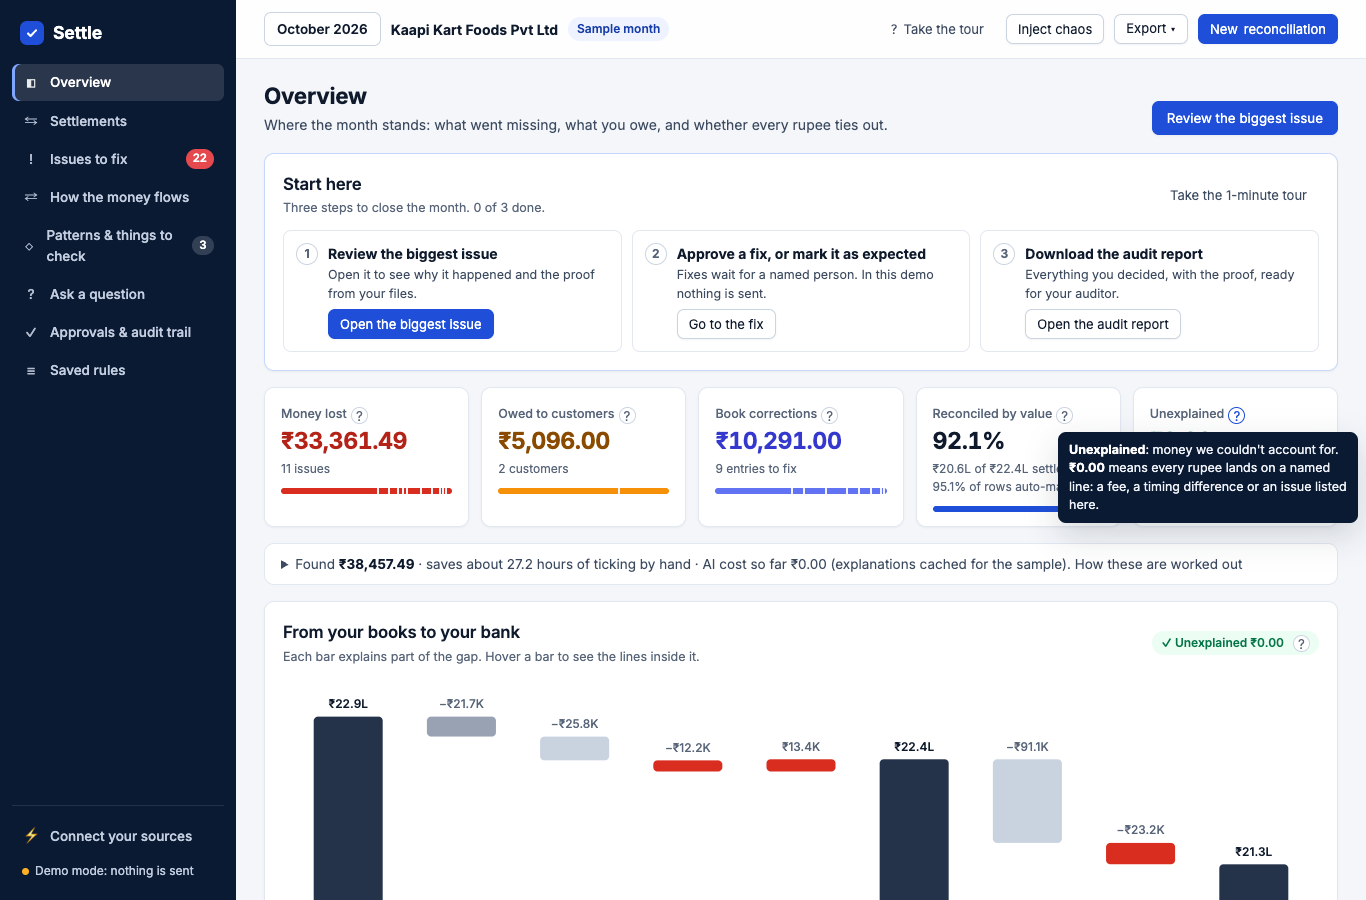 Settle
Overview
Settlements
Issues to fix 22
How the money flows
Patterns & things to check 3
Ask a question
Approvals & audit trail
Saved rules
Connect your sources
Demo mode: nothing is sent
October 2026 Kaapi Kart Foods Pvt Ltd Sample month ? Take the tour Inject chaos Export New reconciliation
Overview
Where the month stands: what went missing, what you owe, and whether every rupee ties out.
Review the biggest issue
Start here
Three steps to close the month. 0 of 3 done.
Take the 1-minute tour
1 Review the biggest issue
Open it to see why it happened and the proof
from your files.
Open the biggest issue
2 Approve a fix, or mark it as expected
Fixes wait for a named person. In this demo
nothing is sent.
Go to the fix
3 Download the audit report
Everything you decided, with the proof, ready
for your auditor.
Open the audit report
Money lost ?
₹33,361.49
11 issues
Owed to customers ?
₹5,096.00
2 customers
Book corrections ?
₹10,291.00
9 entries to fix
Reconciled by value ?
92.1%
₹20.6L of ₹22.4L
95.1% of rows
Unexplained ?
Unexplained: money we couldn't account for.
₹0.00 means every rupee lands on a named
line: a fee, a timing difference or an issue listed
here.
Found ₹38,457.49 · saves about 27.2 hours of ticking by hand · AI cost so far ₹0.00 (explanations cached for the sample). How these are worked out
From your books to your bank
Each bar explains part of the gap. Hover a bar to see the lines inside it.
✓ Unexplained ₹0.00 ?
₹22.9L
−₹21.7K
−₹25.8K
−₹12.2K
₹13.4K
₹22.4L
−₹91.1K
−₹23.2K
₹21.3L